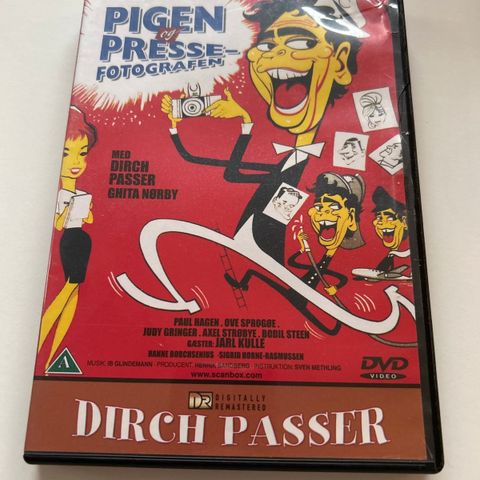 PIGEN
og
PRESSE-
FOTOGRAFEN
MED
DIRCH
PASSER
GHITA NØRBY
PAUL HAGEN . OVE SPROGØE .
JUDY GRINGER . AXEL STRØBYE . BODIL STEEN
GÆSTER: JARL KULLE
HANNE BORCHSENIUS · SIGRID HORNE-RASMUSSEN
MUSIK: IB GLINDEMANN · PRODUCENT: HENRIK SANDBERG · INSTRUKTION: SVEN METHLING
www.scanbox.com
A
DVD
VIDEO
DR DIGITALLY
REMASTERED
DIRCH PASSER